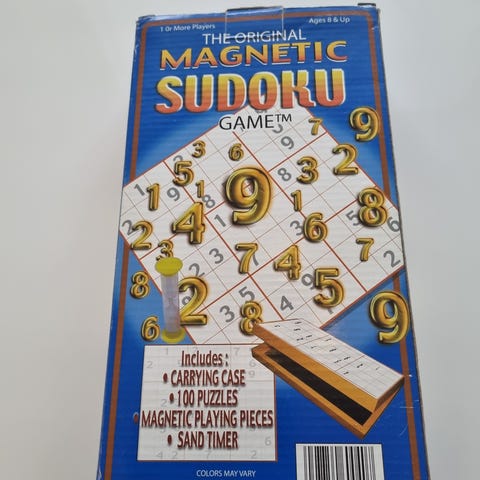 1 Or More Players
Ages 8 & Up
THE ORIGINAL
MAGNETIC
SUDOKU
GAME™
Includes:
• CARRYING CASE
• 100 PUZZLES
• MAGNETIC PLAYING PIECES
• SAND TIMER
COLORS MAY VARY